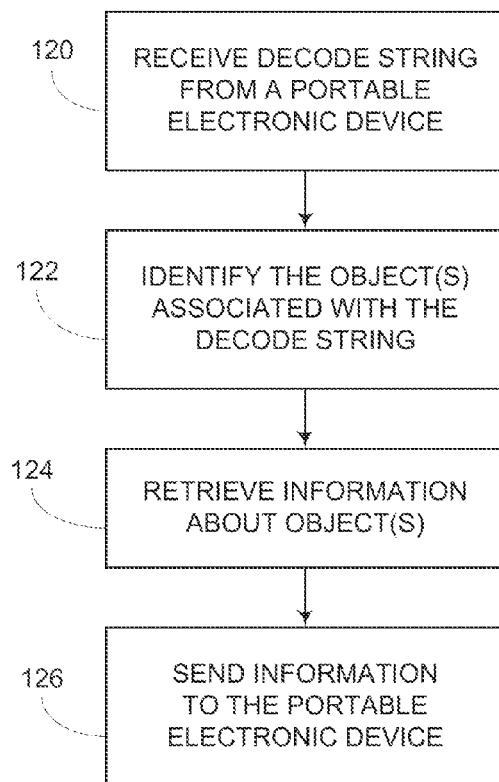 120
RECEIVE DECODE STRING
FROM A PORTABLE
ELECTRONIC DEVICE
122
IDENTIFY THE OBJECT(S)
ASSOCIATED WITH THE
DECODE STRING
124
RETRIEVE INFORMATION
ABOUT OBJECT(S)
126
SEND INFORMATION
TO THE PORTABLE
ELECTRONIC DEVICE